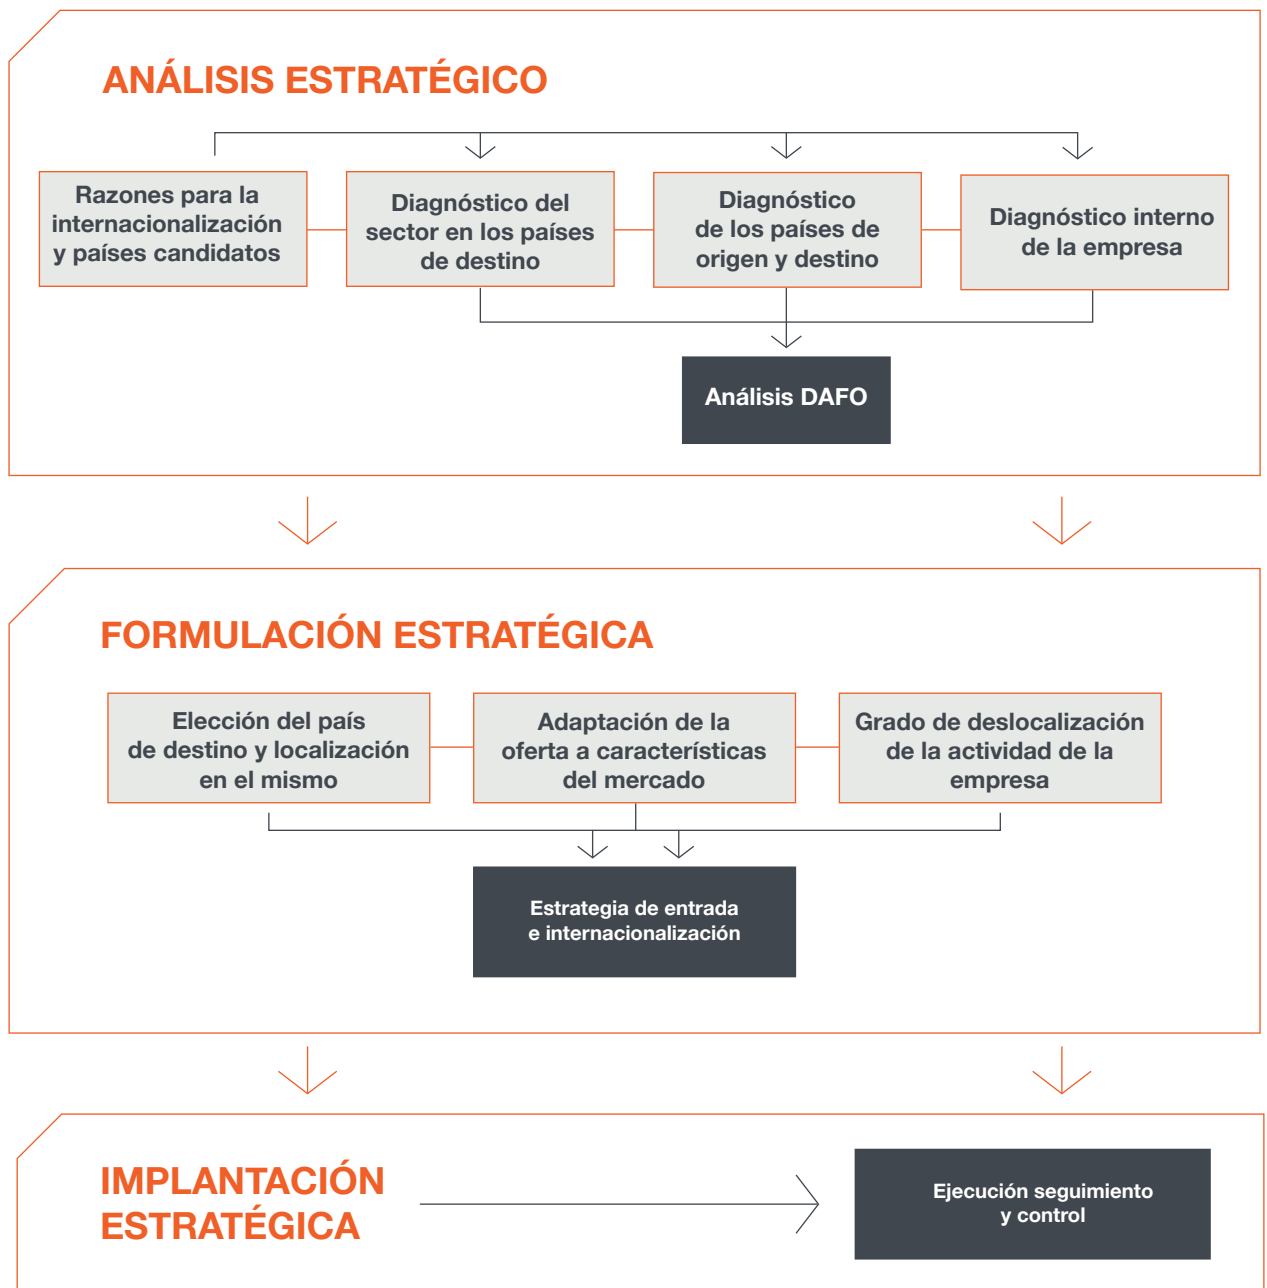 ANÁLISIS ESTRATÉGICO
Razones para la
internacionalización
y países candidatos
Diagnóstico del
sector en los países
de destino
Diagnóstico
de los países de
origen y destino
Diagnóstico interno
de la empresa
Análisis DAFO
FORMULACIÓN ESTRATÉGICA
Elección del país
de destino y localización
en el mismo
Adaptación de la
oferta a características
del mercado
Grado de deslocalización
de la actividad de la
empresa
Estrategia de entrada
e internacionalización
IMPLANTACIÓN
ESTRATÉGICA
Ejecución seguimiento
y control